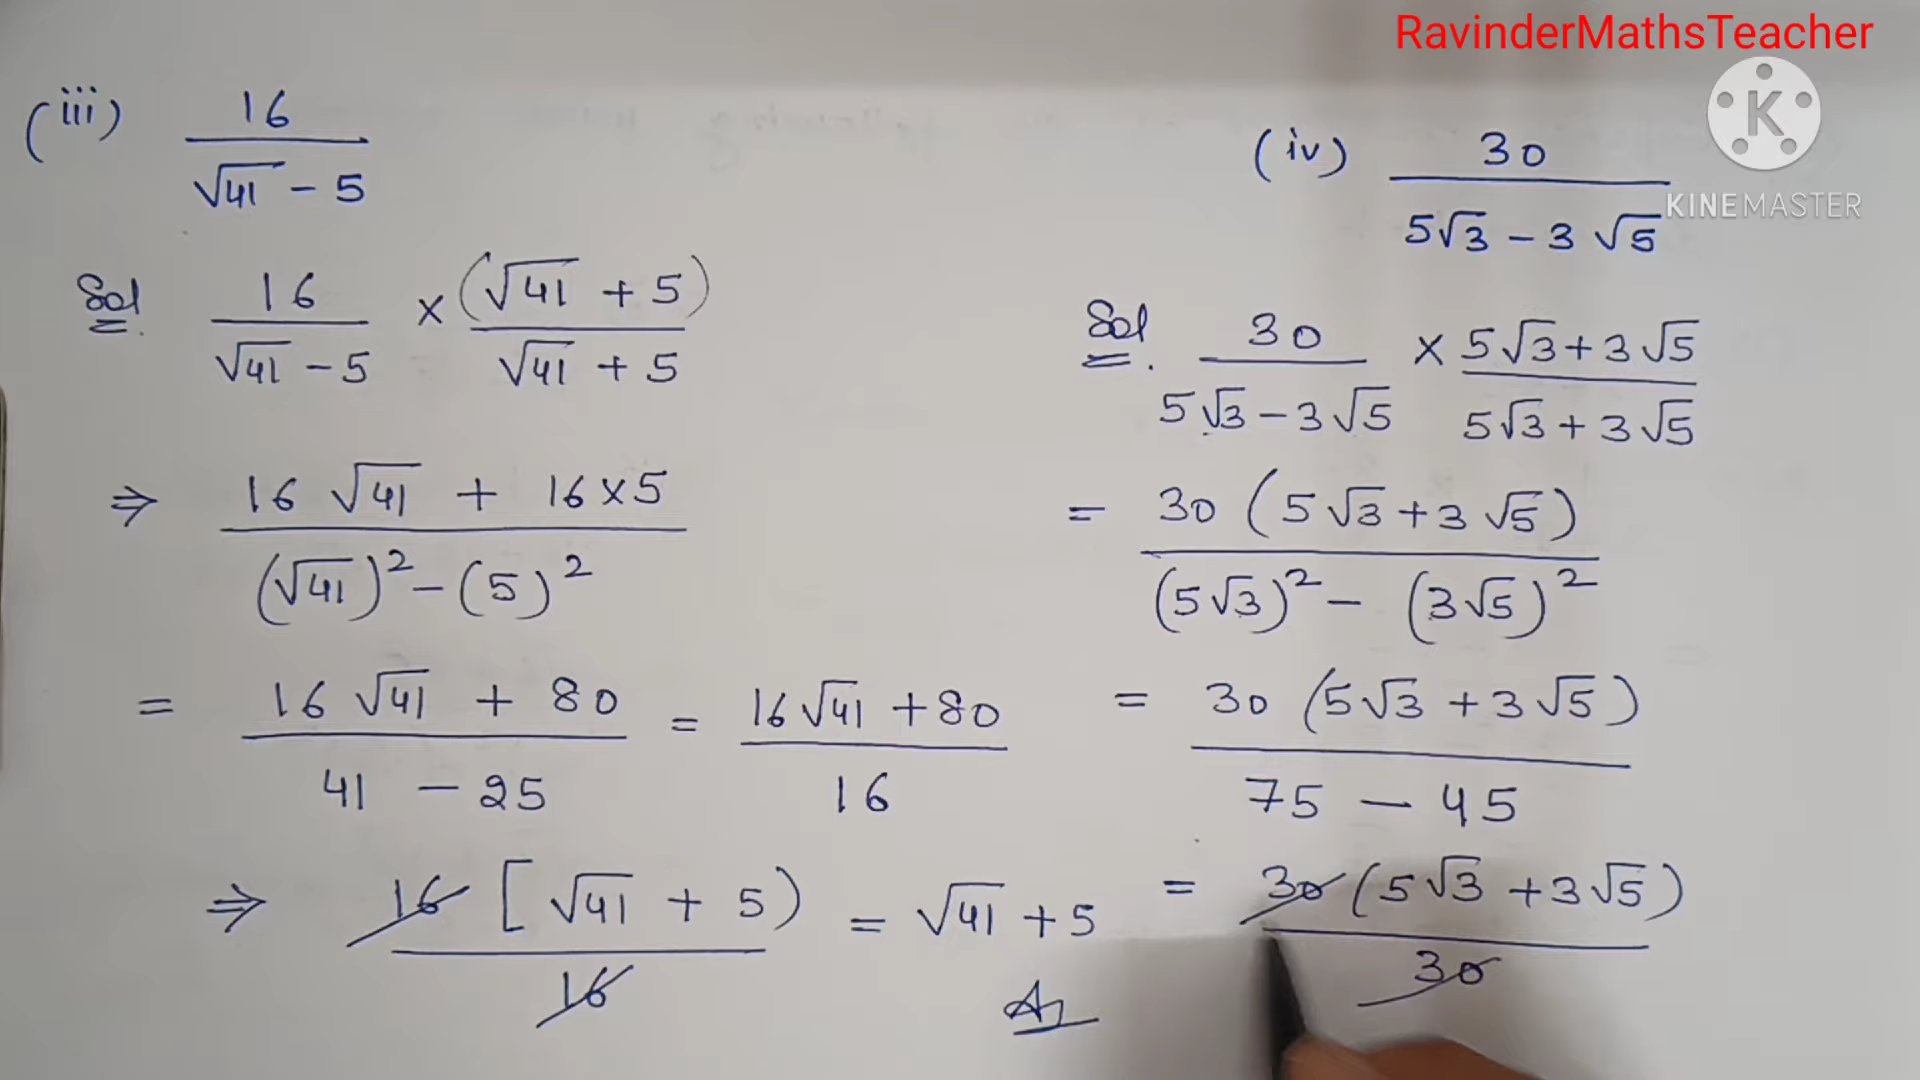 RavinderMathsTeacher
K
KINEMASTER
(iii) 16 / (√41 - 5)
Sol. 16 / (√41 - 5) × (√41 + 5) / (√41 + 5)
⇒ (16 √41 + 16×5) / ((√41)² - (5)²)
= (16 √41 + 80) / (41 - 25) = (16√41 + 80) / 16
⇒ 16 [√41 + 5) / 16 = √41 + 5
(iv) 30 / (5√3 - 3√5)
Sol. 30 / (5√3 - 3√5) × (5√3 + 3√5) / (5√3 + 3√5)
= 30 (5√3 + 3√5) / ((5√3)² - (3√5)²)
= 30 (5√3 + 3√5) / (75 - 45)
= 30 (5√3 + 3√5) / 30